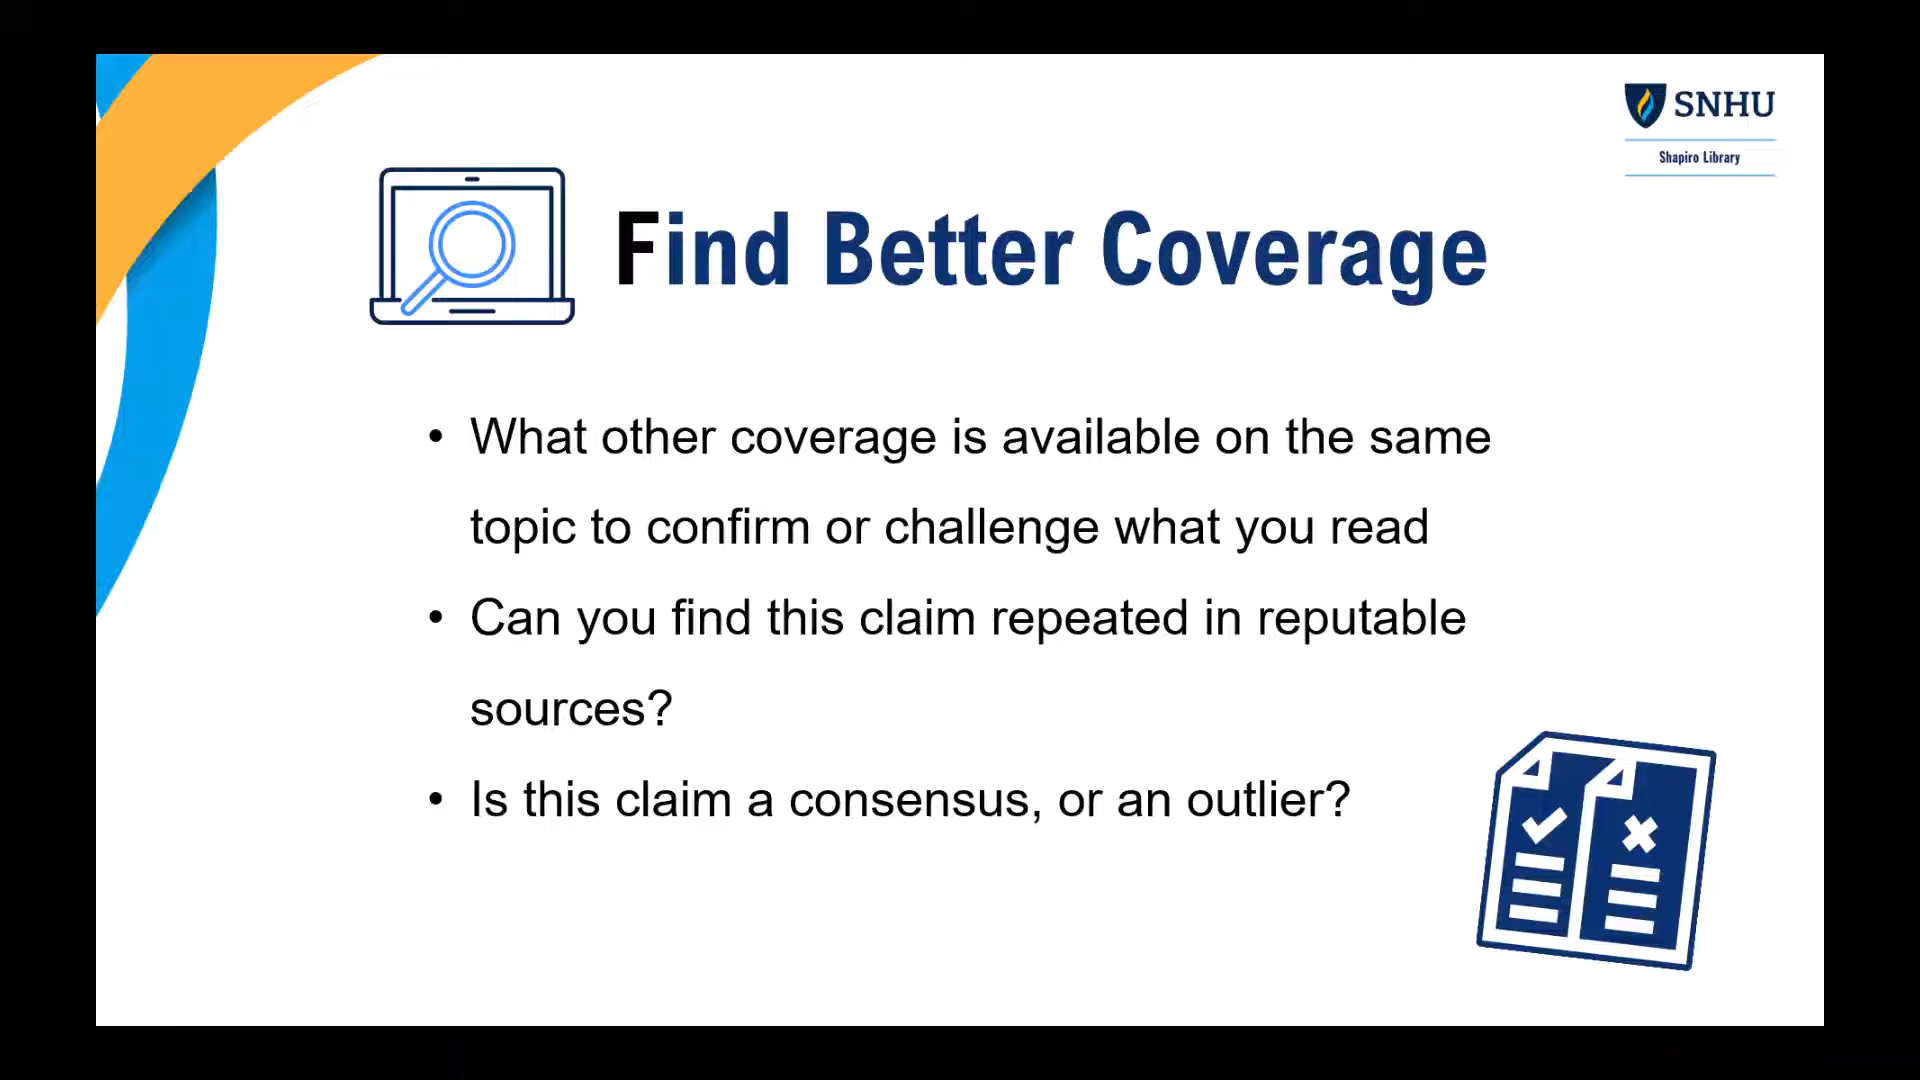 SNHU
Shapiro Library
Find Better Coverage
• What other coverage is available on the same
topic to confirm or challenge what you read
• Can you find this claim repeated in reputable
sources?
• Is this claim a consensus, or an outlier?